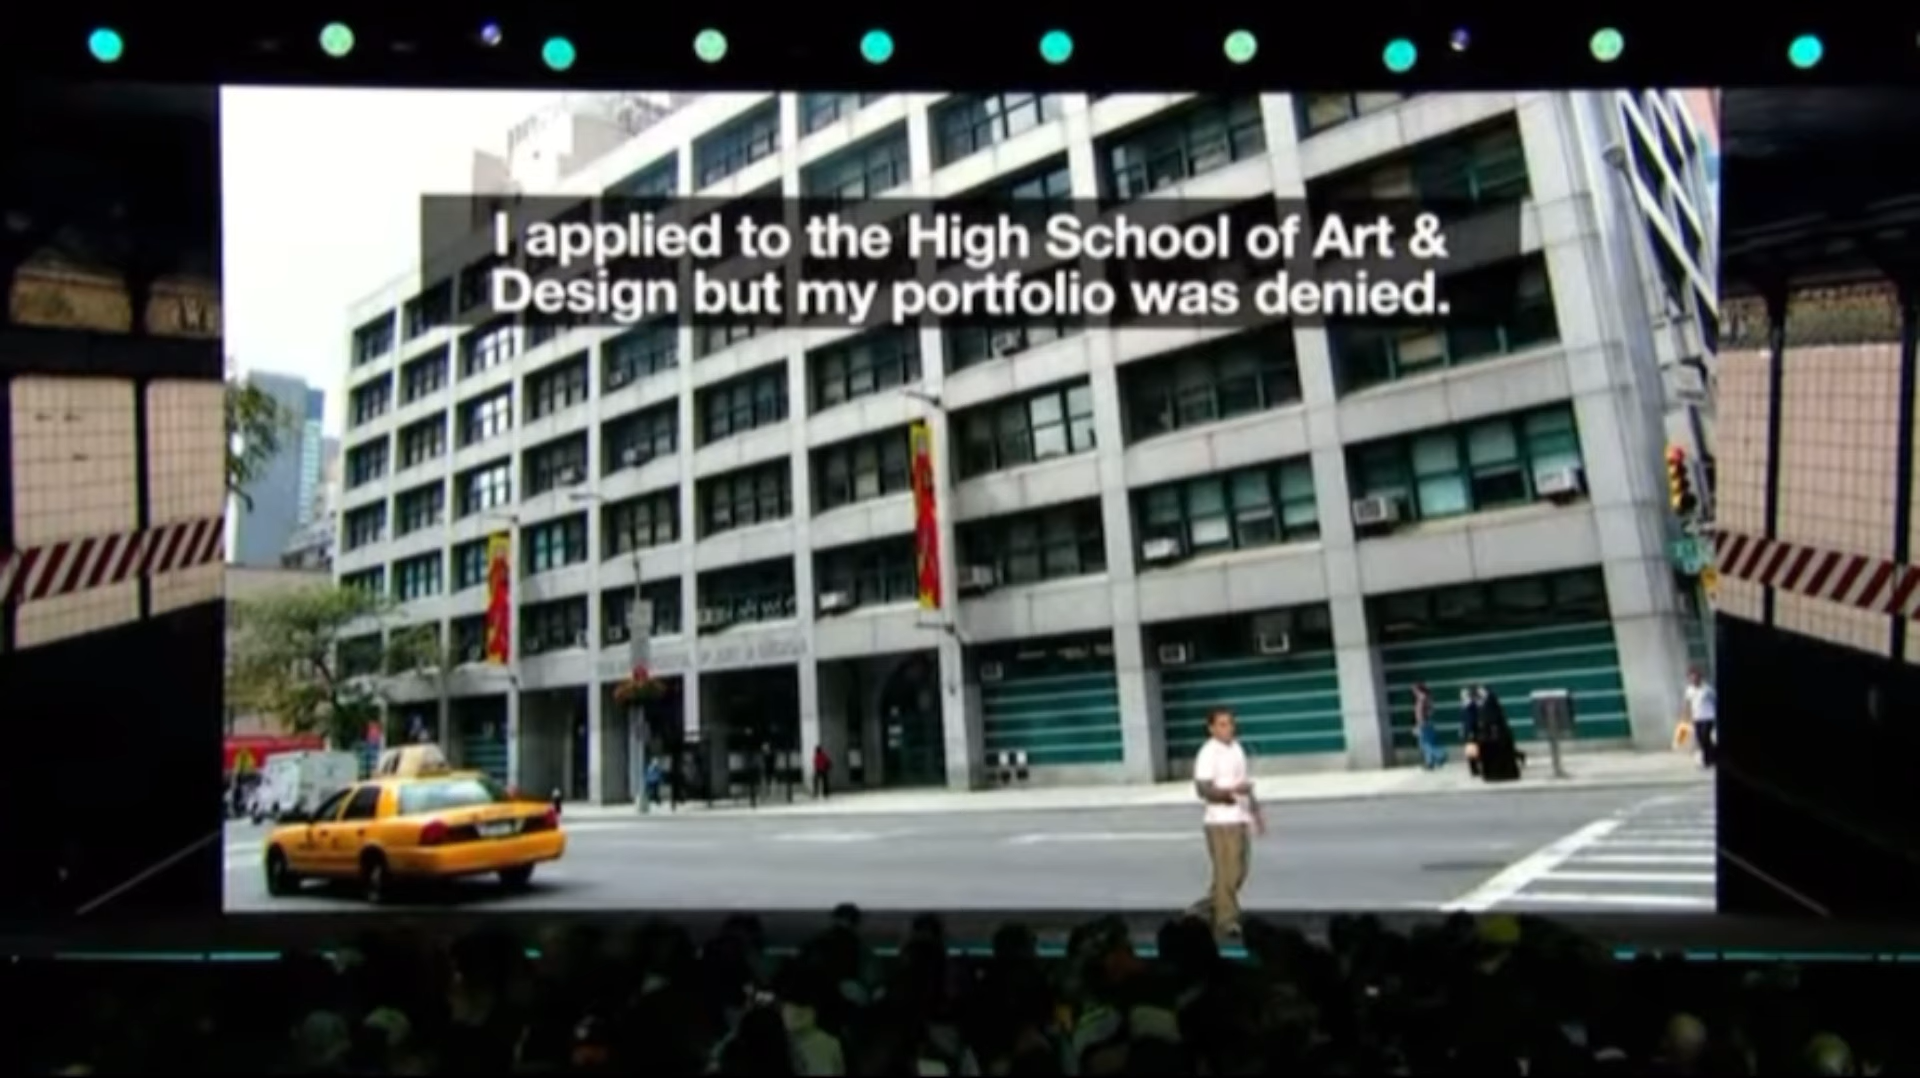 I applied to the High School of Art &
Design but my portfolio was denied.